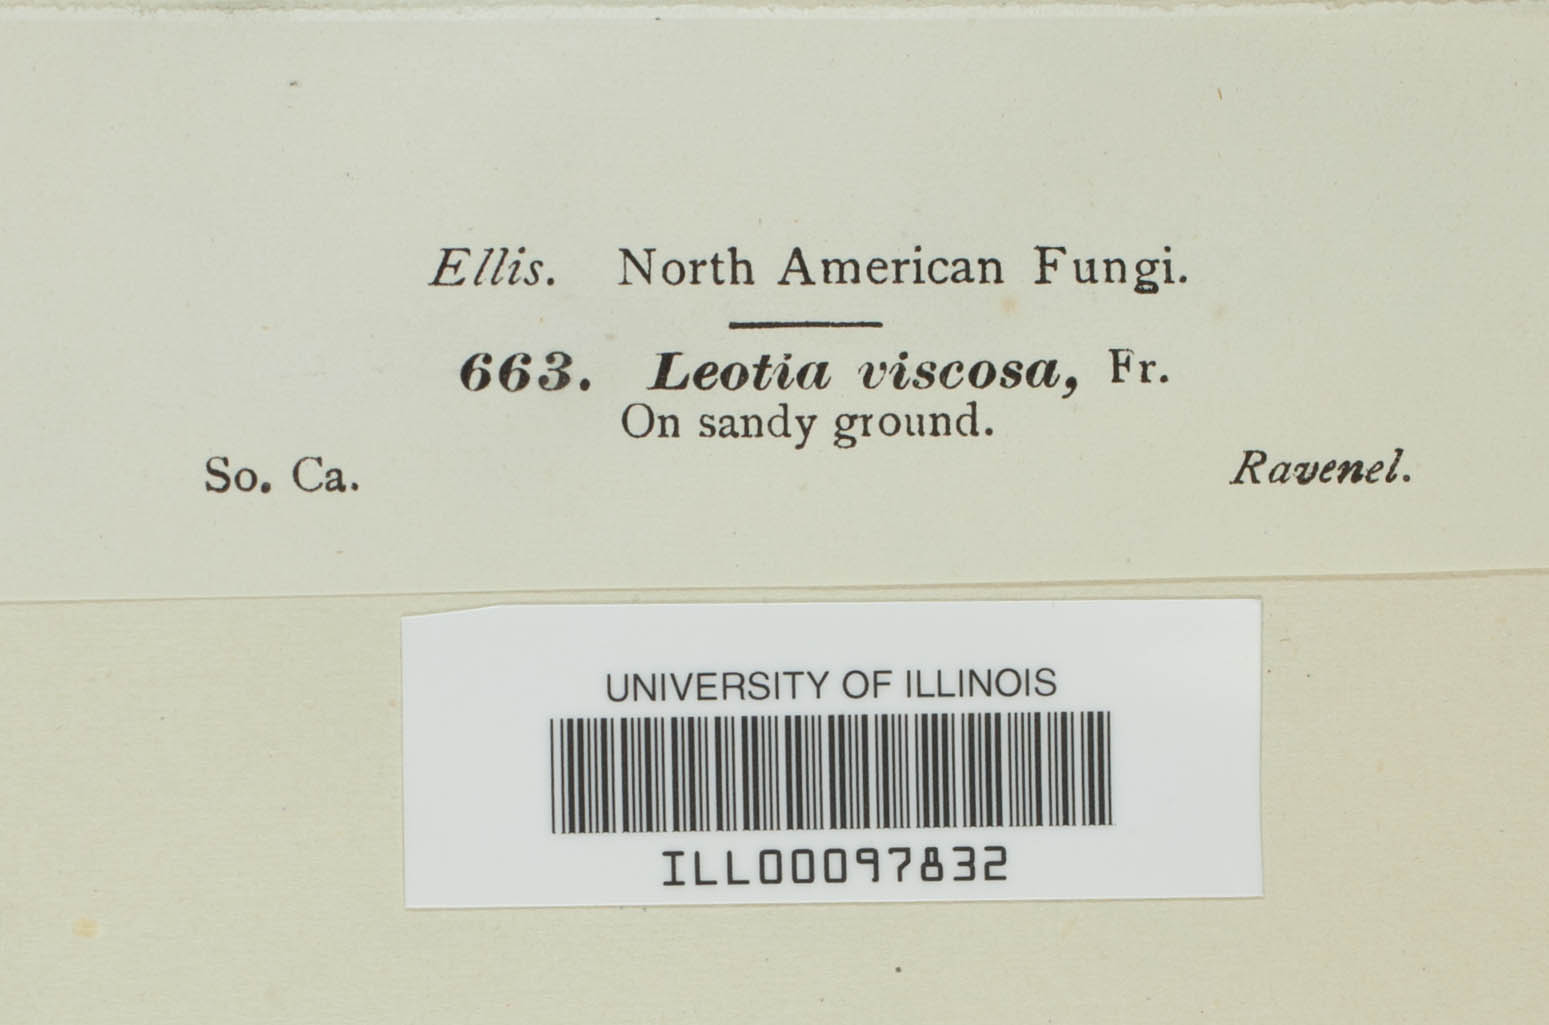 Ellis. North American Fungi.
663. Leotia viscosa, Fr.
On sandy ground.
So. Ca. Ravenel.
UNIVERSITY OF ILLINOIS
ILL00097832